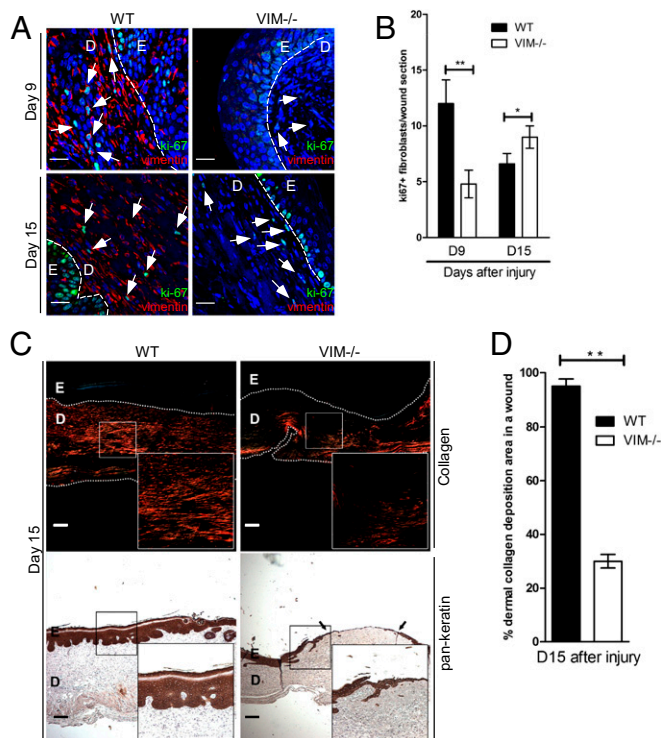 A
WT
VIM-/-
Day 9
D
E
ki-67
vimentin
E
D
ki-67
vimentin
Day 15
E
D
ki-67
vimentin
D
E
ki-67
vimentin
B
WT
VIM-/-
ki67+ fibroblasts/wound section
20
15
10
5
0
**
*
D9
D15
Days after injury
C
WT
VIM-/-
Day 15
E
D
E
D
Collagen
E
D
E
D
pan-keratin
D
% dermal collagen deposition area in a wound
100
80
60
40
20
0
* *
WT
VIM-/-
D15 after injury